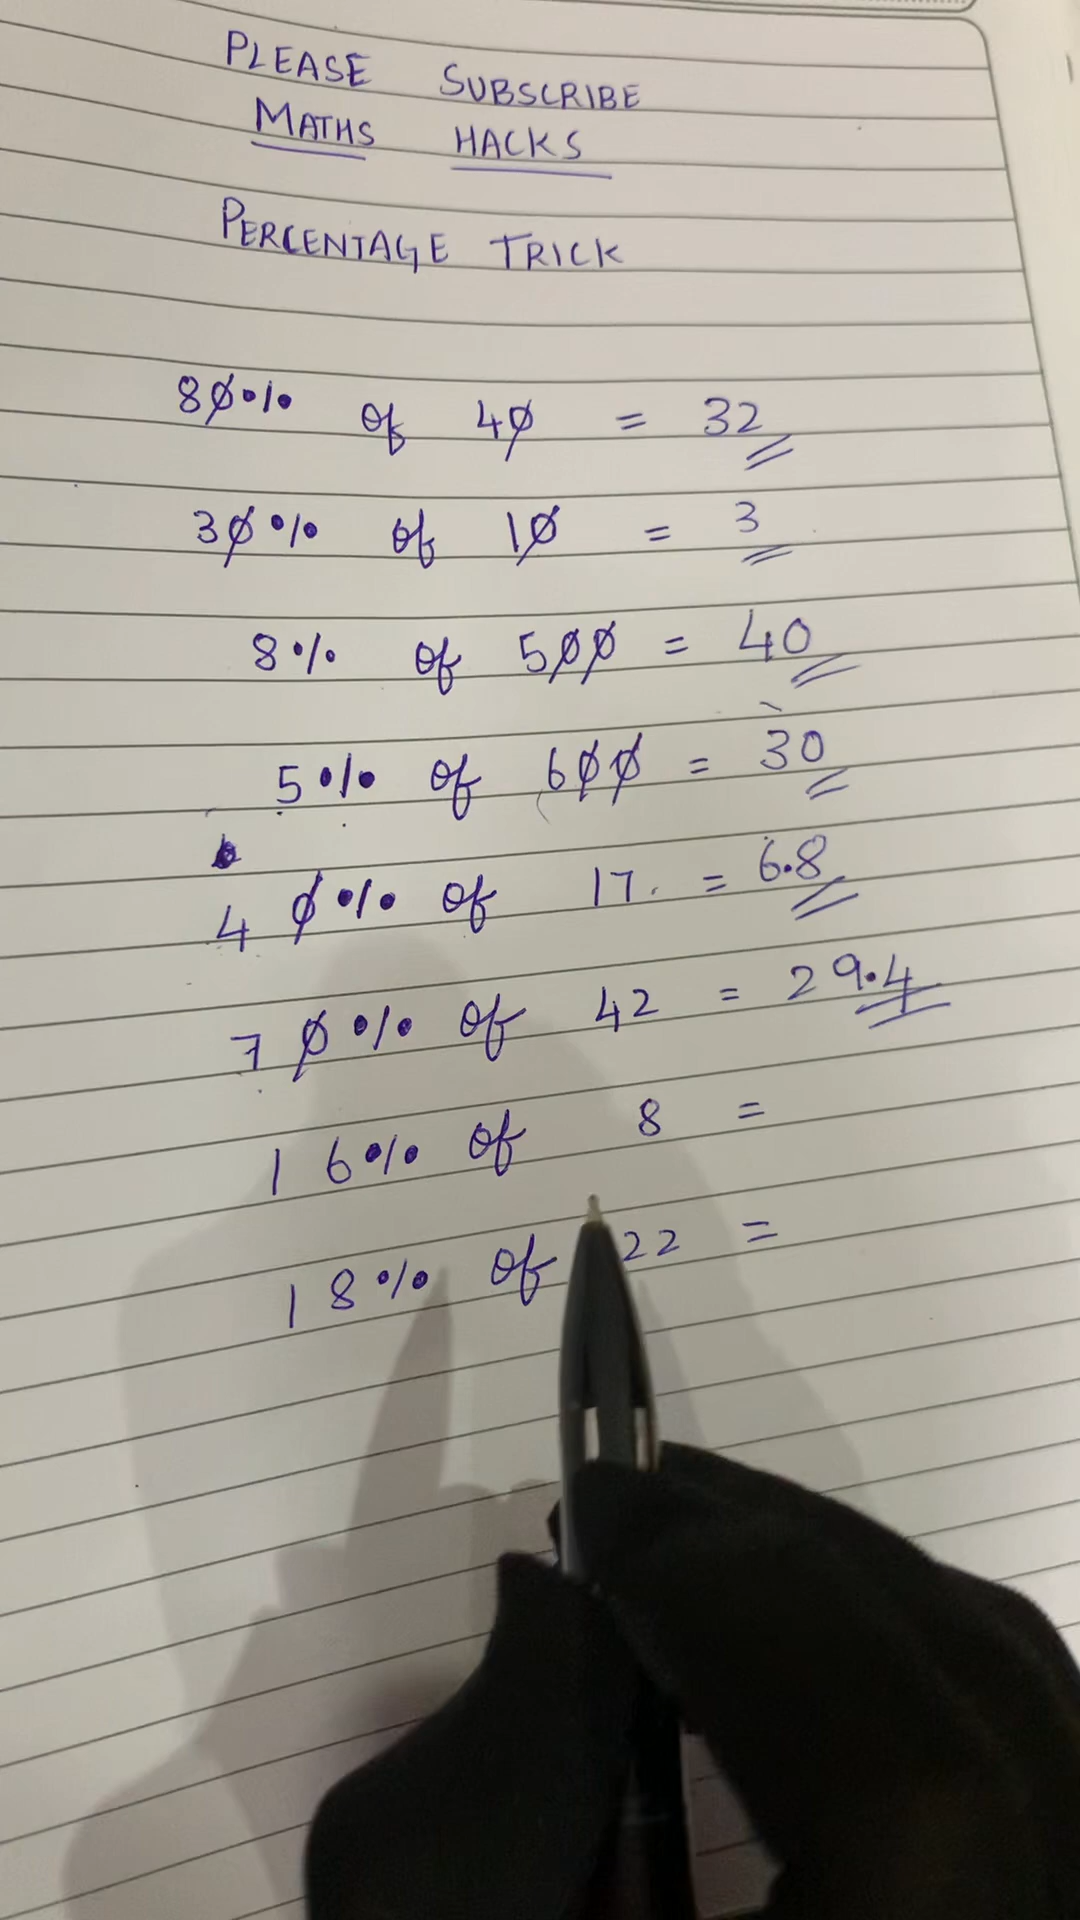 PLEASE SUBSCRIBE
MATHS HACKS
PERCENTAGE TRICK
80% of 40 = 32
30% of 10 = 3
8% of 500 = 40
5% of 600 = 30
40% of 17. = 6.8
70% of 42 = 29.4
16% of 8 =
18% of 22 =